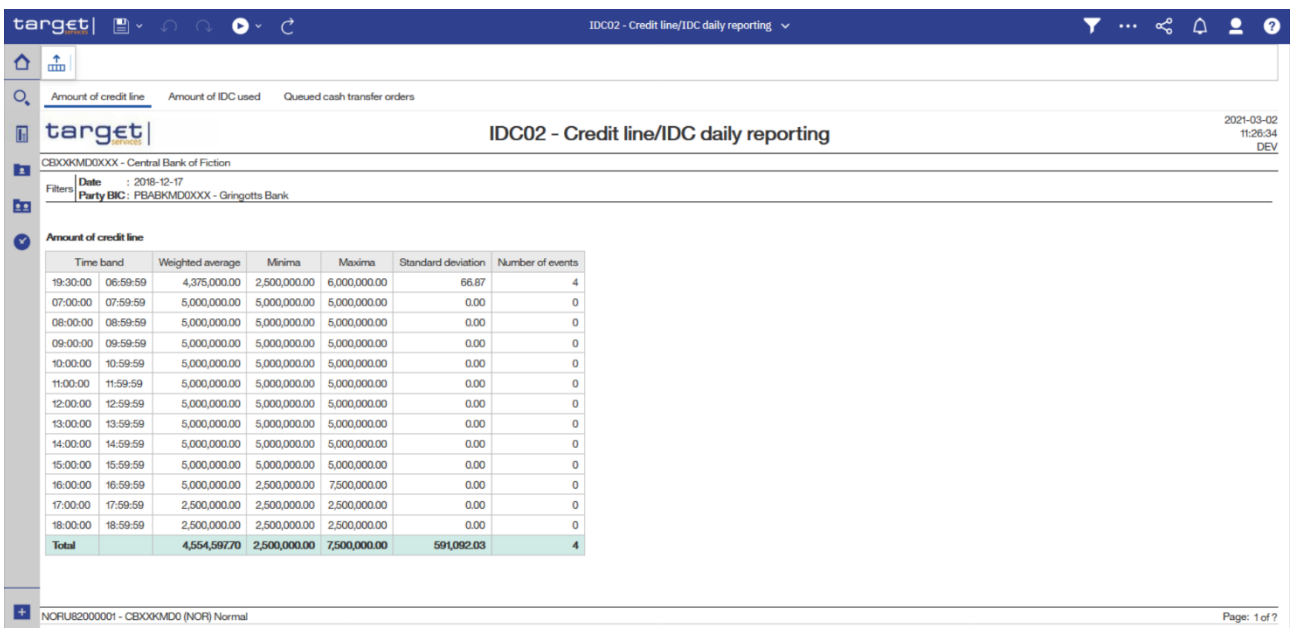 target| services IDC02 - Credit line/IDC daily reporting
Amount of credit line Amount of IDC used Queued cash transfer orders
target| services IDC02 - Credit line/IDC daily reporting 2021-03-02
11:26:34
DEV
CBXXKMD0XXX - Central Bank of Fiction
Filters Date : 2018-12-17
Party BIC : PBABKMD0XXX - Gringotts Bank
Amount of credit line
Time band Weighted average Minima Maxima Standard deviation Number of events
19:30:00 06:59:59 4,375,000.00 2,500,000.00 6,000,000.00 66.87 4
07:00:00 07:59:59 5,000,000.00 5,000,000.00 5,000,000.00 0.00 0
08:00:00 08:59:59 5,000,000.00 5,000,000.00 5,000,000.00 0.00 0
09:00:00 09:59:59 5,000,000.00 5,000,000.00 5,000,000.00 0.00 0
10:00:00 10:59:59 5,000,000.00 5,000,000.00 5,000,000.00 0.00 0
11:00:00 11:59:59 5,000,000.00 5,000,000.00 5,000,000.00 0.00 0
12:00:00 12:59:59 5,000,000.00 5,000,000.00 5,000,000.00 0.00 0
13:00:00 13:59:59 5,000,000.00 5,000,000.00 5,000,000.00 0.00 0
14:00:00 14:59:59 5,000,000.00 5,000,000.00 5,000,000.00 0.00 0
15:00:00 15:59:59 5,000,000.00 5,000,000.00 5,000,000.00 0.00 0
16:00:00 16:59:59 5,000,000.00 2,500,000.00 7,500,000.00 0.00 0
17:00:00 17:59:59 2,500,000.00 2,500,000.00 2,500,000.00 0.00 0
18:00:00 18:59:59 2,500,000.00 2,500,000.00 2,500,000.00 0.00 0
Total 4,554,597.70 2,500,000.00 7,500,000.00 591,092.03 4
NORU82000001 - CBXXKMD0 (NOR) Normal Page: 1 of ?